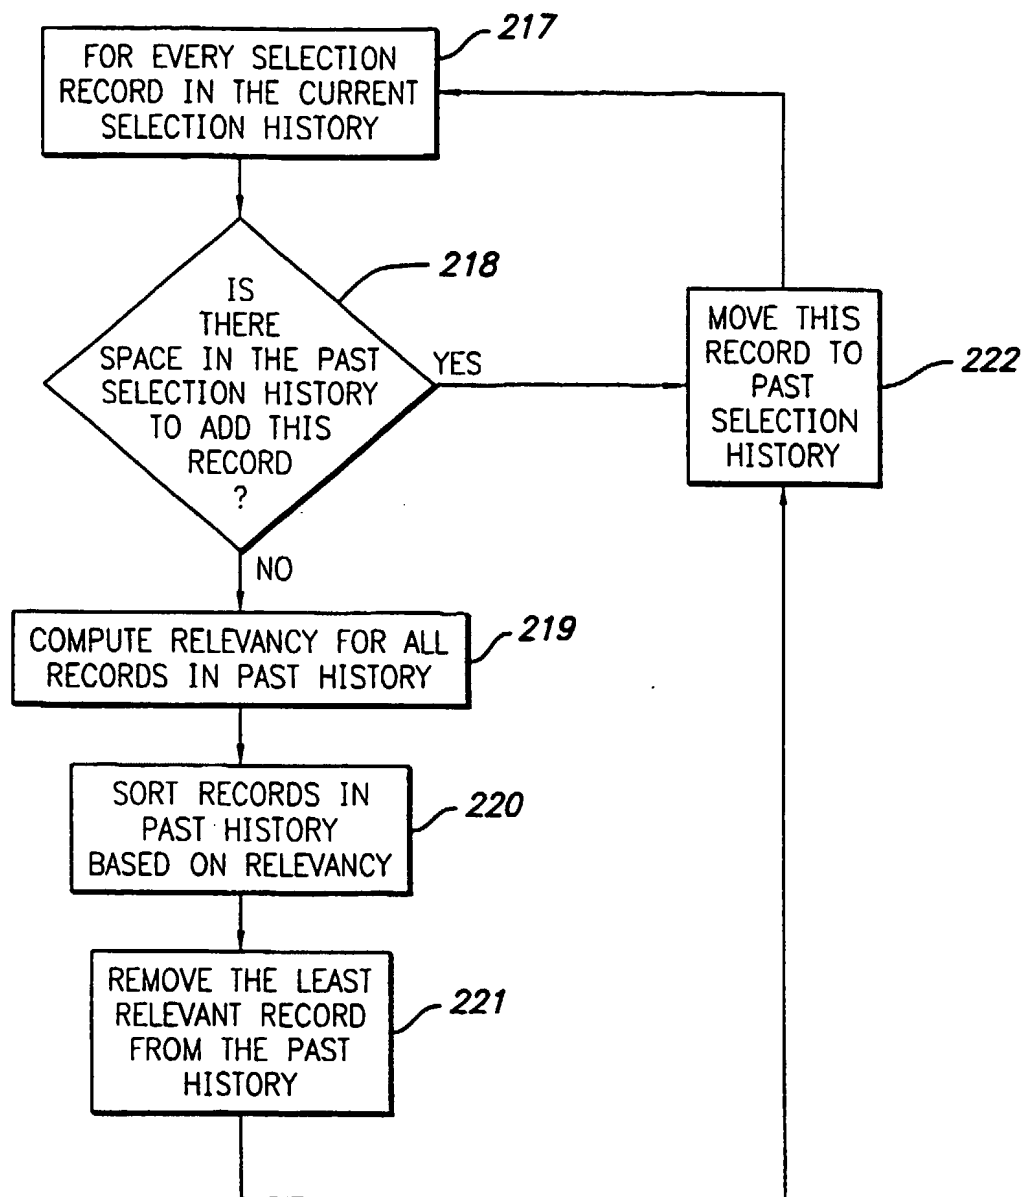 217
FOR EVERY SELECTION
RECORD IN THE CURRENT
SELECTION HISTORY
218
IS
THERE
SPACE IN THE PAST
SELECTION HISTORY
TO ADD THIS
RECORD
?
YES
MOVE THIS
RECORD TO
PAST
SELECTION
HISTORY
222
NO
COMPUTE RELEVANCY FOR ALL
RECORDS IN PAST HISTORY
219
SORT RECORDS IN
PAST HISTORY
BASED ON RELEVANCY
220
REMOVE THE LEAST
RELEVANT RECORD
FROM THE PAST
HISTORY
221